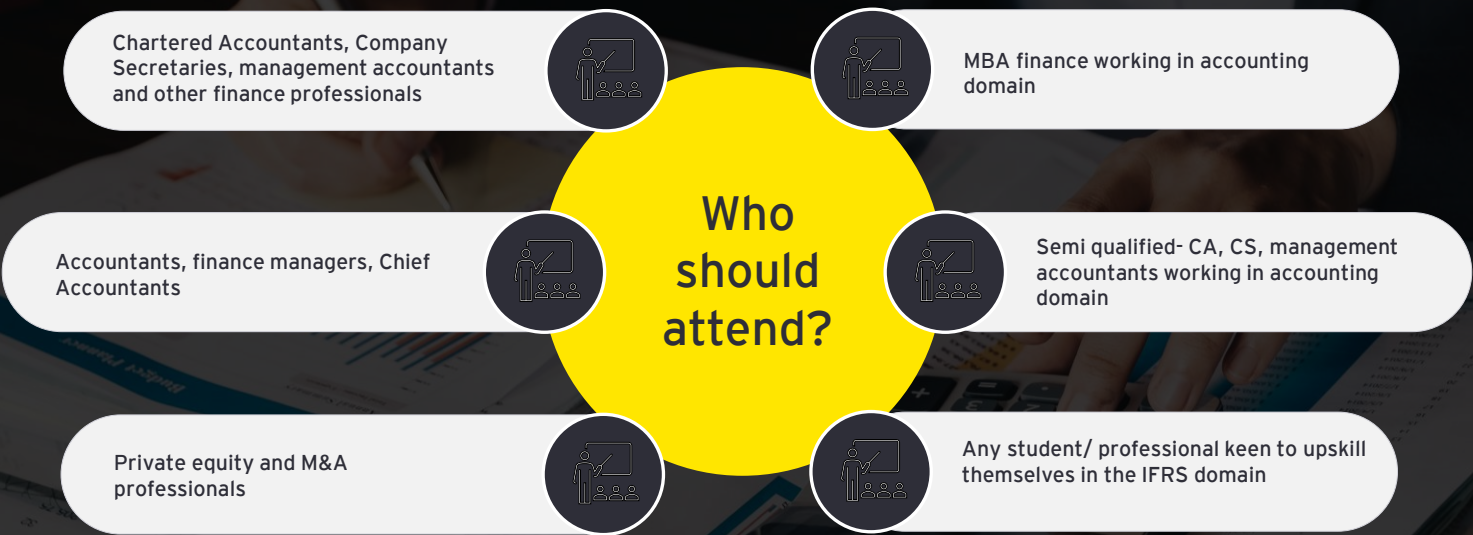 Who
should
attend?
Chartered Accountants, Company
Secretaries, management accountants
and other finance professionals
Accountants, finance managers, Chief
Accountants
Private equity and M&A
professionals
MBA finance working in accounting
domain
Semi qualified- CA, CS, management
accountants working in accounting
domain
Any student/ professional keen to upskill
themselves in the IFRS domain
Budget Planner